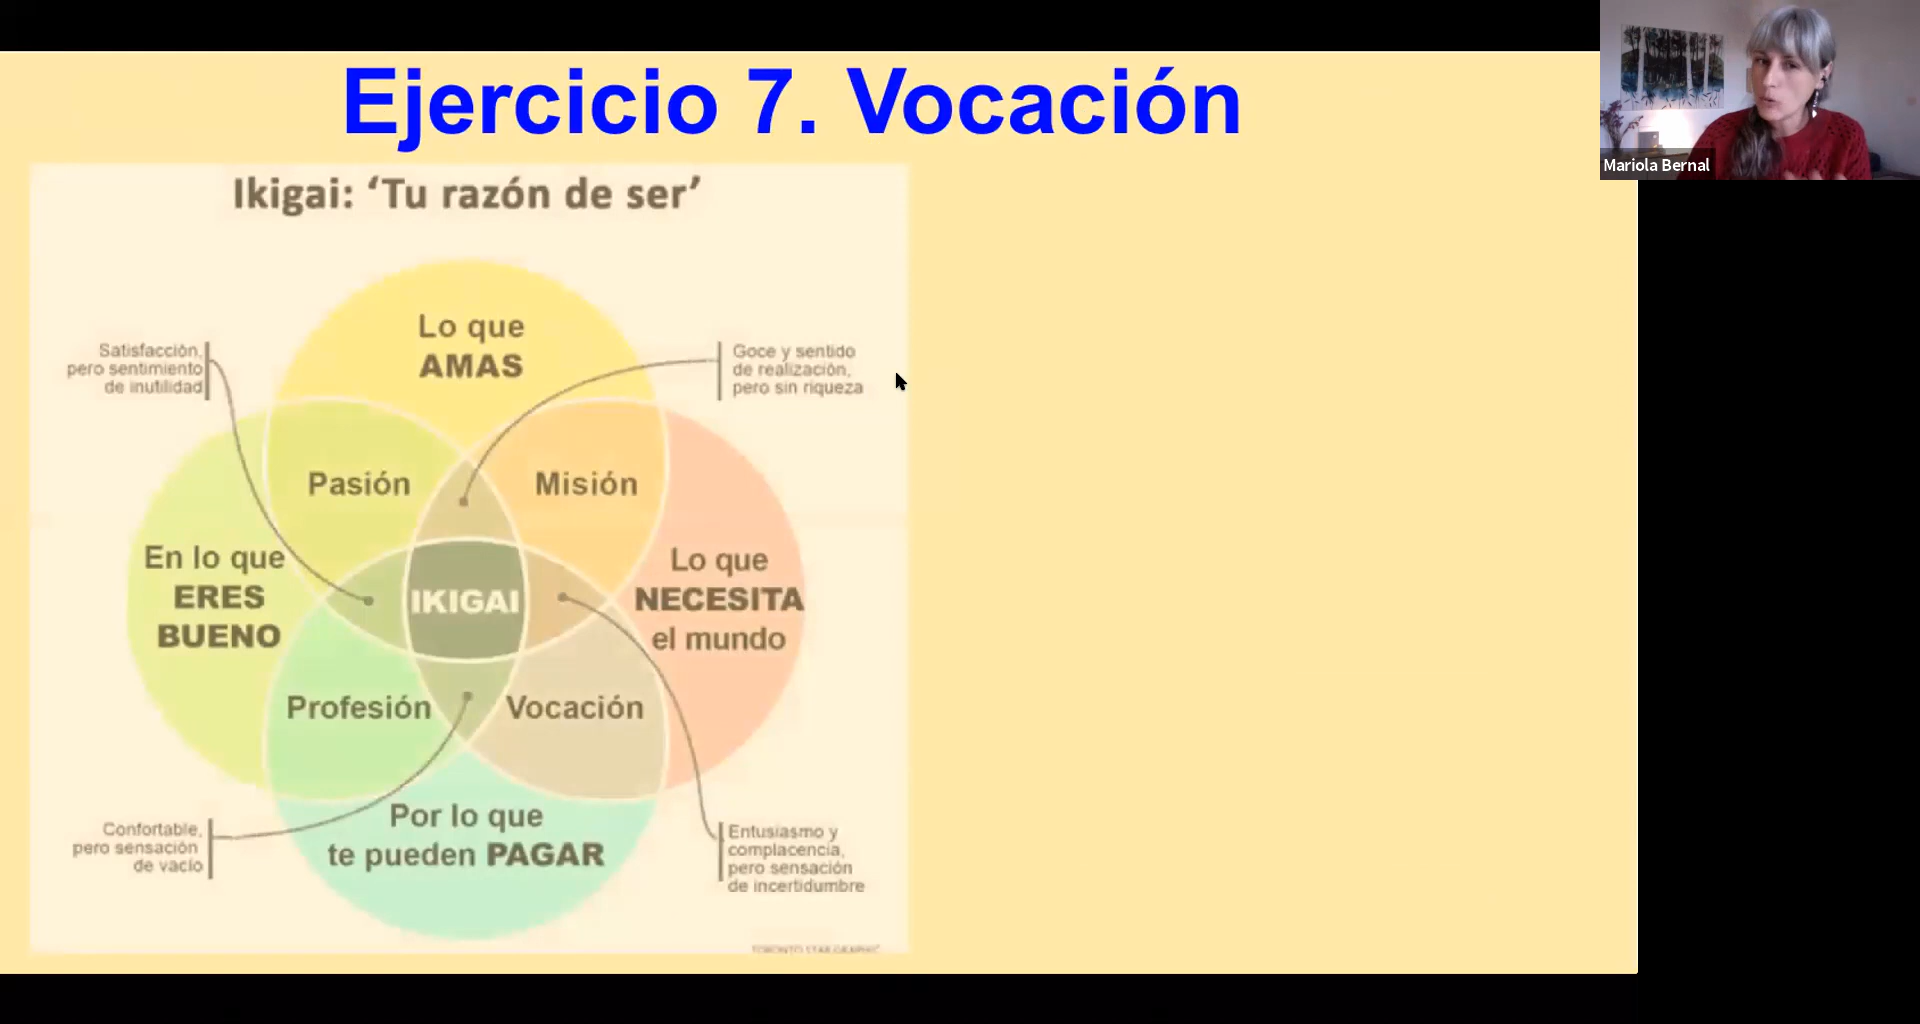 Ejercicio 7. Vocación
Mariola Bernal
Ikigai: ‘Tu razón de ser’
Lo que
AMAS
Satisfacción,
pero sentimiento
de inutilidad
Goce y sentido
de realización,
pero sin riqueza
Pasión
Misión
En lo que
ERES
BUENO
IKIGAI
Lo que
NECESITA
el mundo
Profesión
Vocación
Por lo que
te pueden PAGAR
Confortable,
pero sensación
de vacío
Entusiasmo y
complacencia,
pero sensación
de incertidumbre
TORONTO STAR GRAPHIC